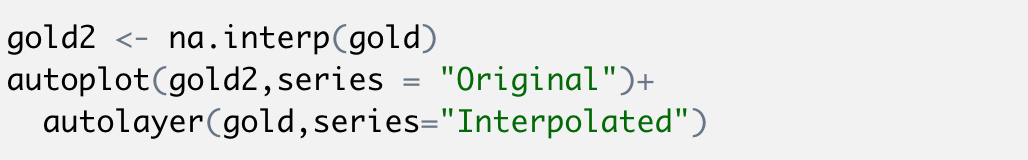 gold2 <- na.interp(gold)
autoplot(gold2,series = "Original")+
  autolayer(gold,series="Interpolated")